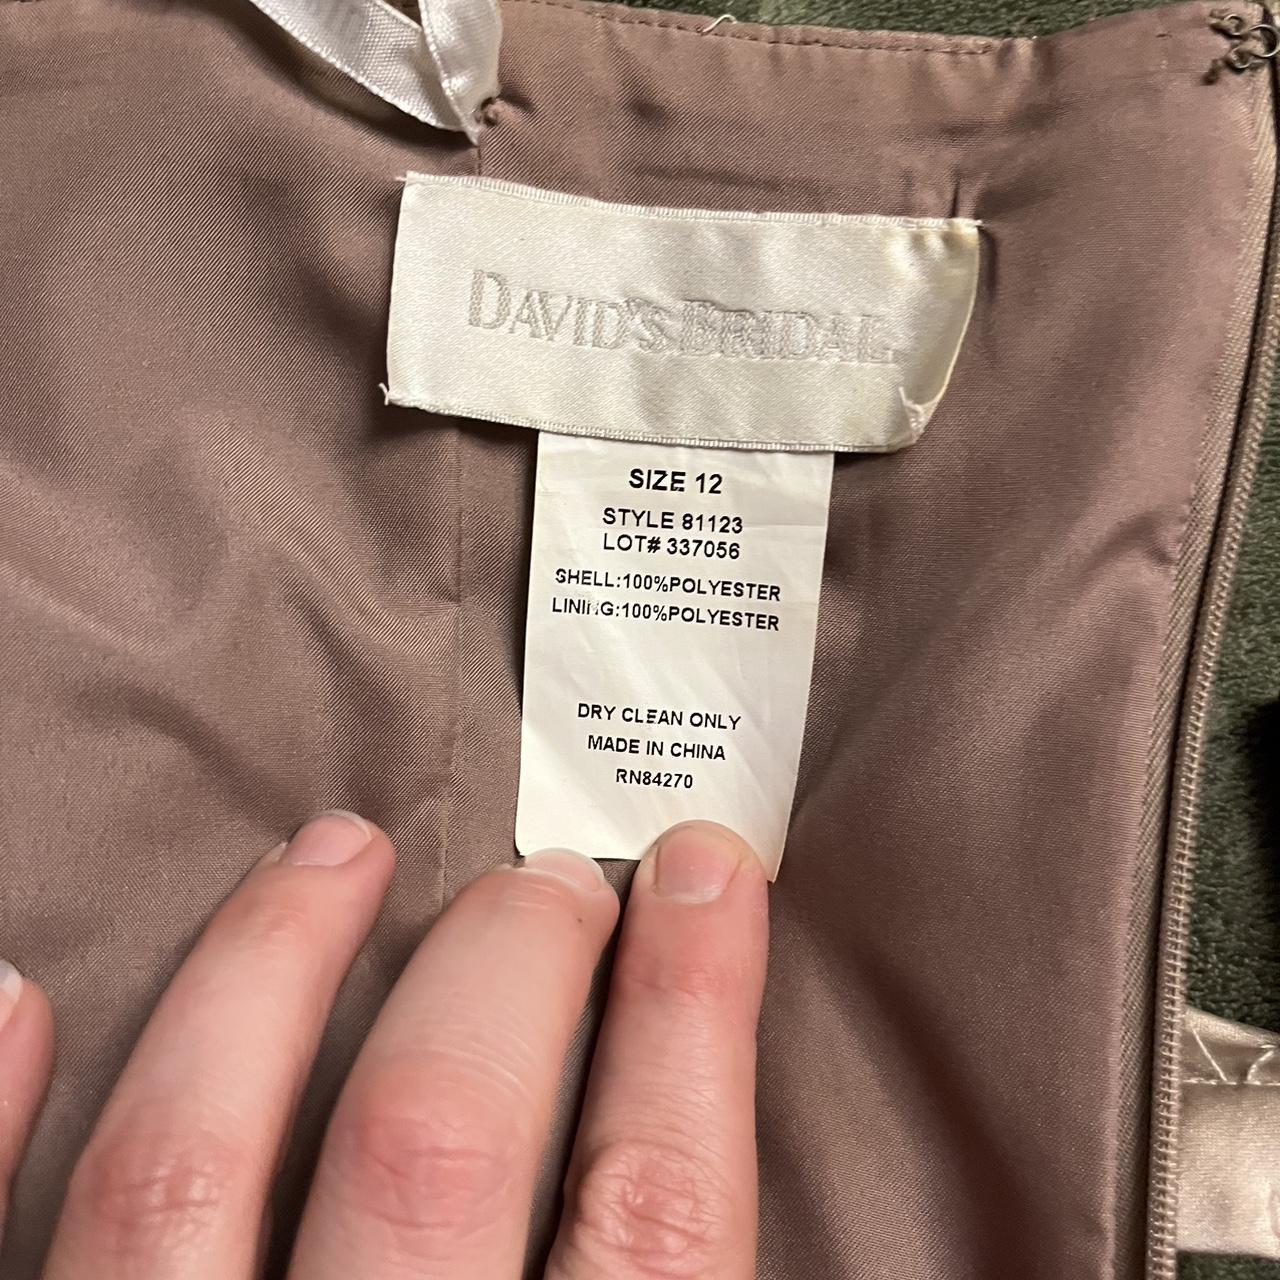 DAVID'S BRIDAL
SIZE 12
STYLE 81123
LOT# 337056
SHELL:100%POLYESTER
LINING:100%POLYESTER
DRY CLEAN ONLY
MADE IN CHINA
RN84270